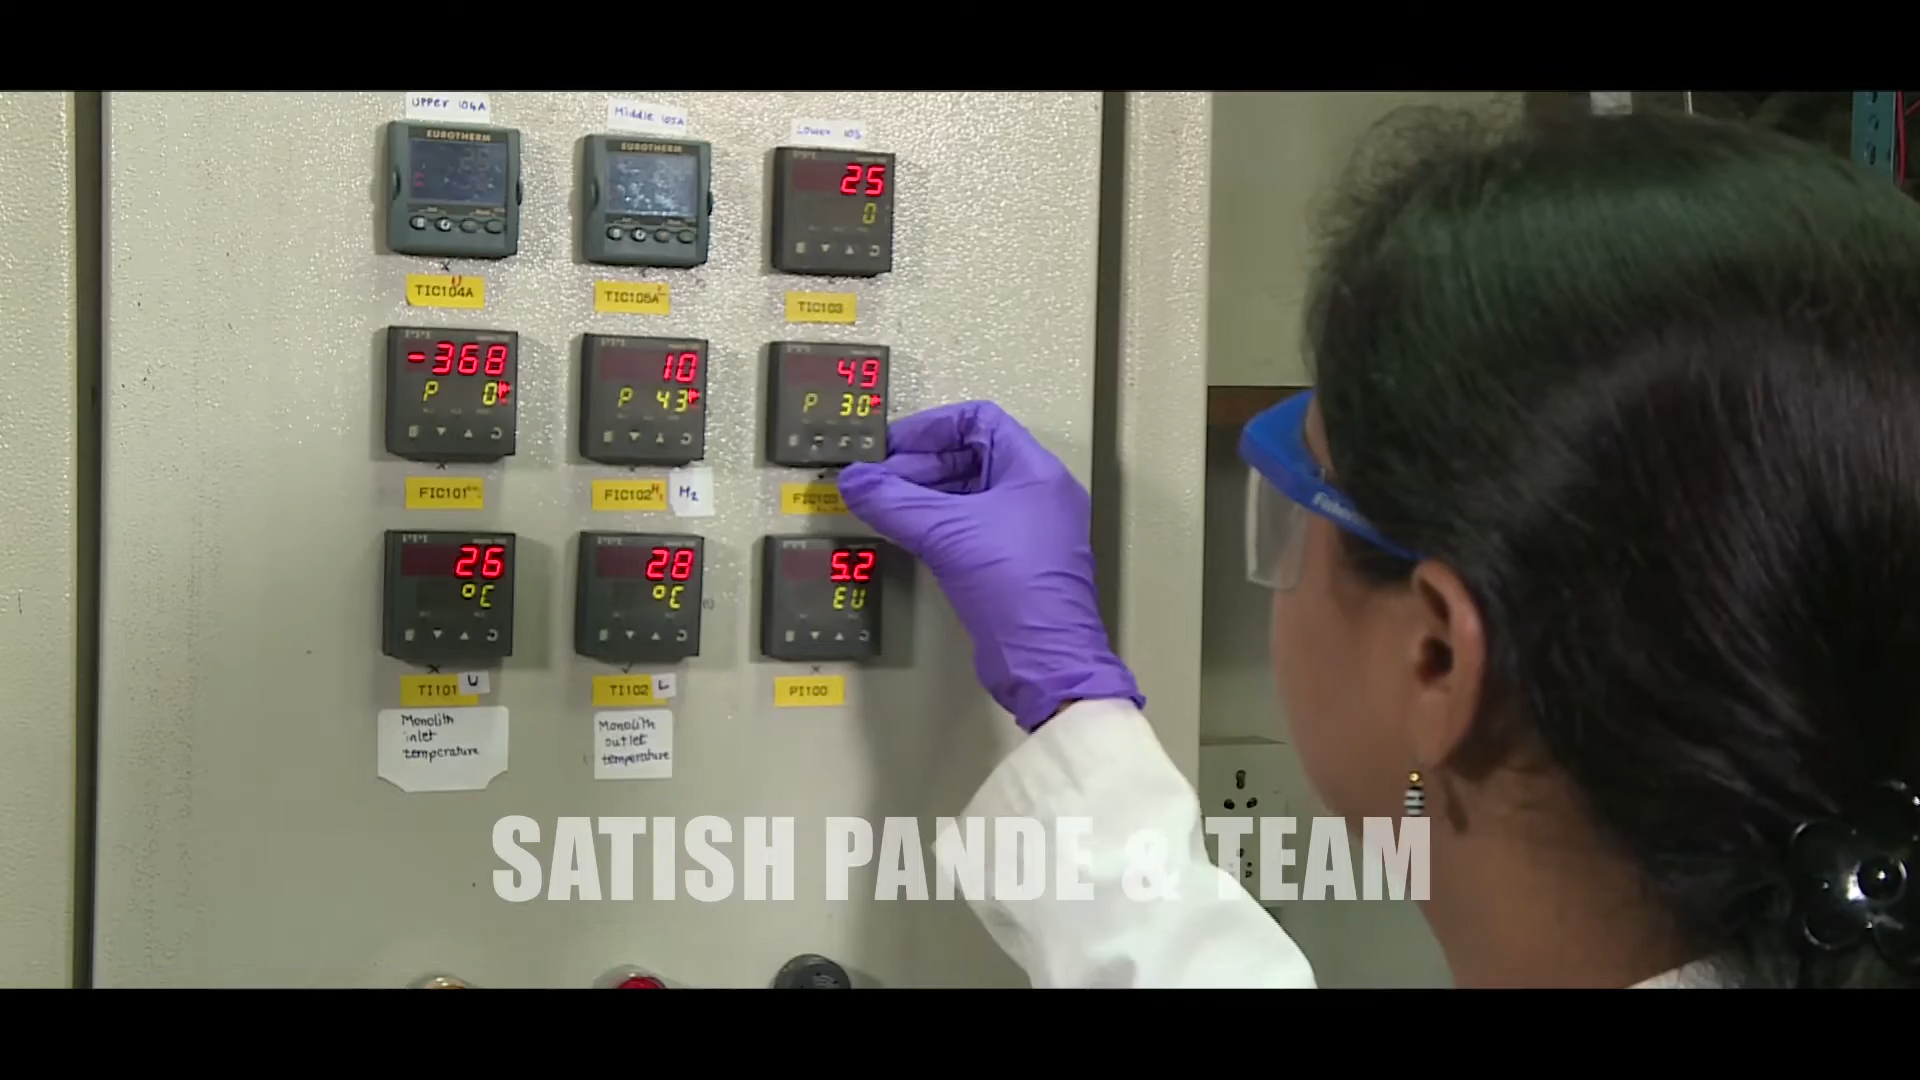 Upper 104A
Middle 105A
Lower 103
EUROTHERM
EUROTHERM
25
0
TIC104A
TIC105A
TIC103
-368
P 0
10
P 43
49
P 30
FIC101
FIC102
H2
FIC103
26
°C
28
°C
5.2
EU
TI101
U
TI102
L
PI100
Monolith
inlet
temperature
Monolith
outlet
temperature
SATISH PANDE & TEAM